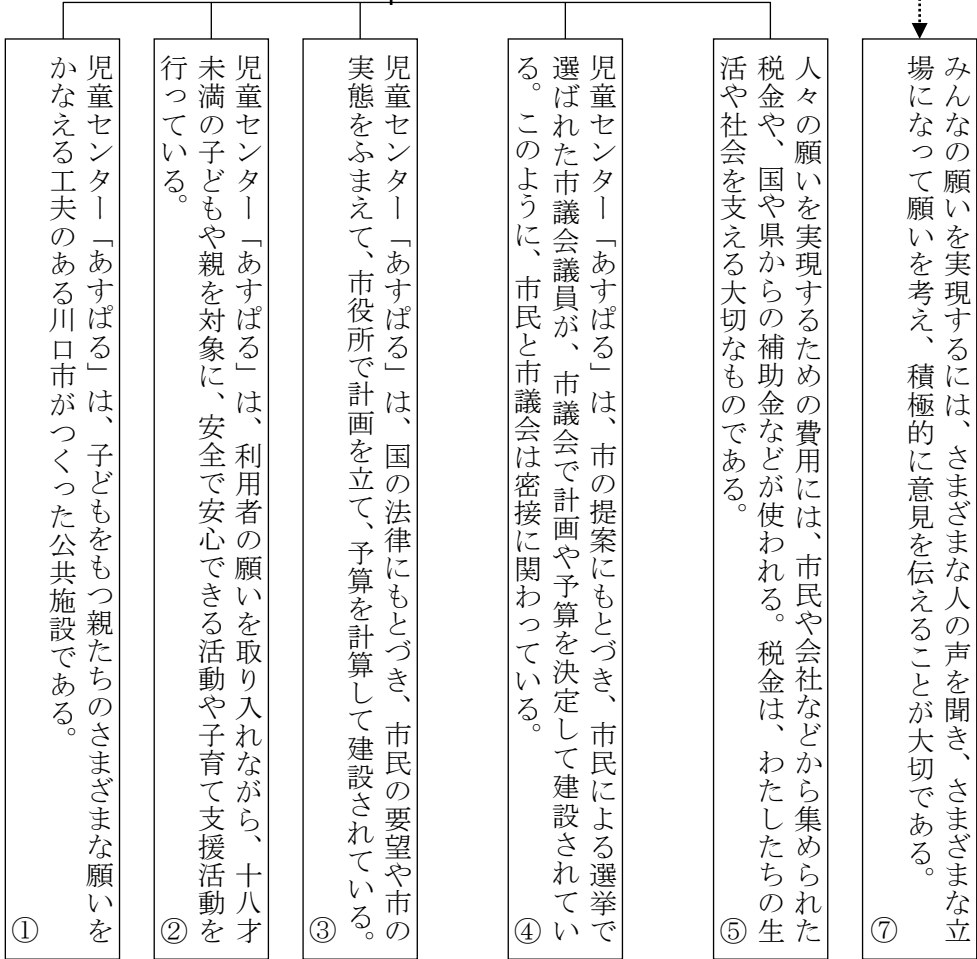 みんなの願いを実現するには、さまざまな人の声を聞き、さまざまな立
場になって願いを考え、積極的に意見を伝えることが大切である。
⑦
人々の願いを実現するための費用には、市民や会社などから集められた
税金や、国や県からの補助金などが使われる。税金は、わたしたちの生
活や社会を支える大切なものである。
⑤
児童センター「あすぱる」は、市の提案にもとづき、市民による選挙で
選ばれた市議会議員が、市議会で計画や予算を決定して建設されてい
る。このように、市民と市議会は密接に関わっている。
④
児童センター「あすぱる」は、国の法律にもとづき、市民の要望や市の
実態をふまえて、市役所で計画を立て、予算を計算して建設されている。
③
児童センター「あすぱる」は、利用者の願いを取り入れながら、十八才
未満の子どもや親を対象に、安全で安心できる活動や子育て支援活動を
行っている。
②
児童センター「あすぱる」は、子どもをもつ親たちのさまざまな願いを
かなえる工夫のある川口市がつくった公共施設である。
①